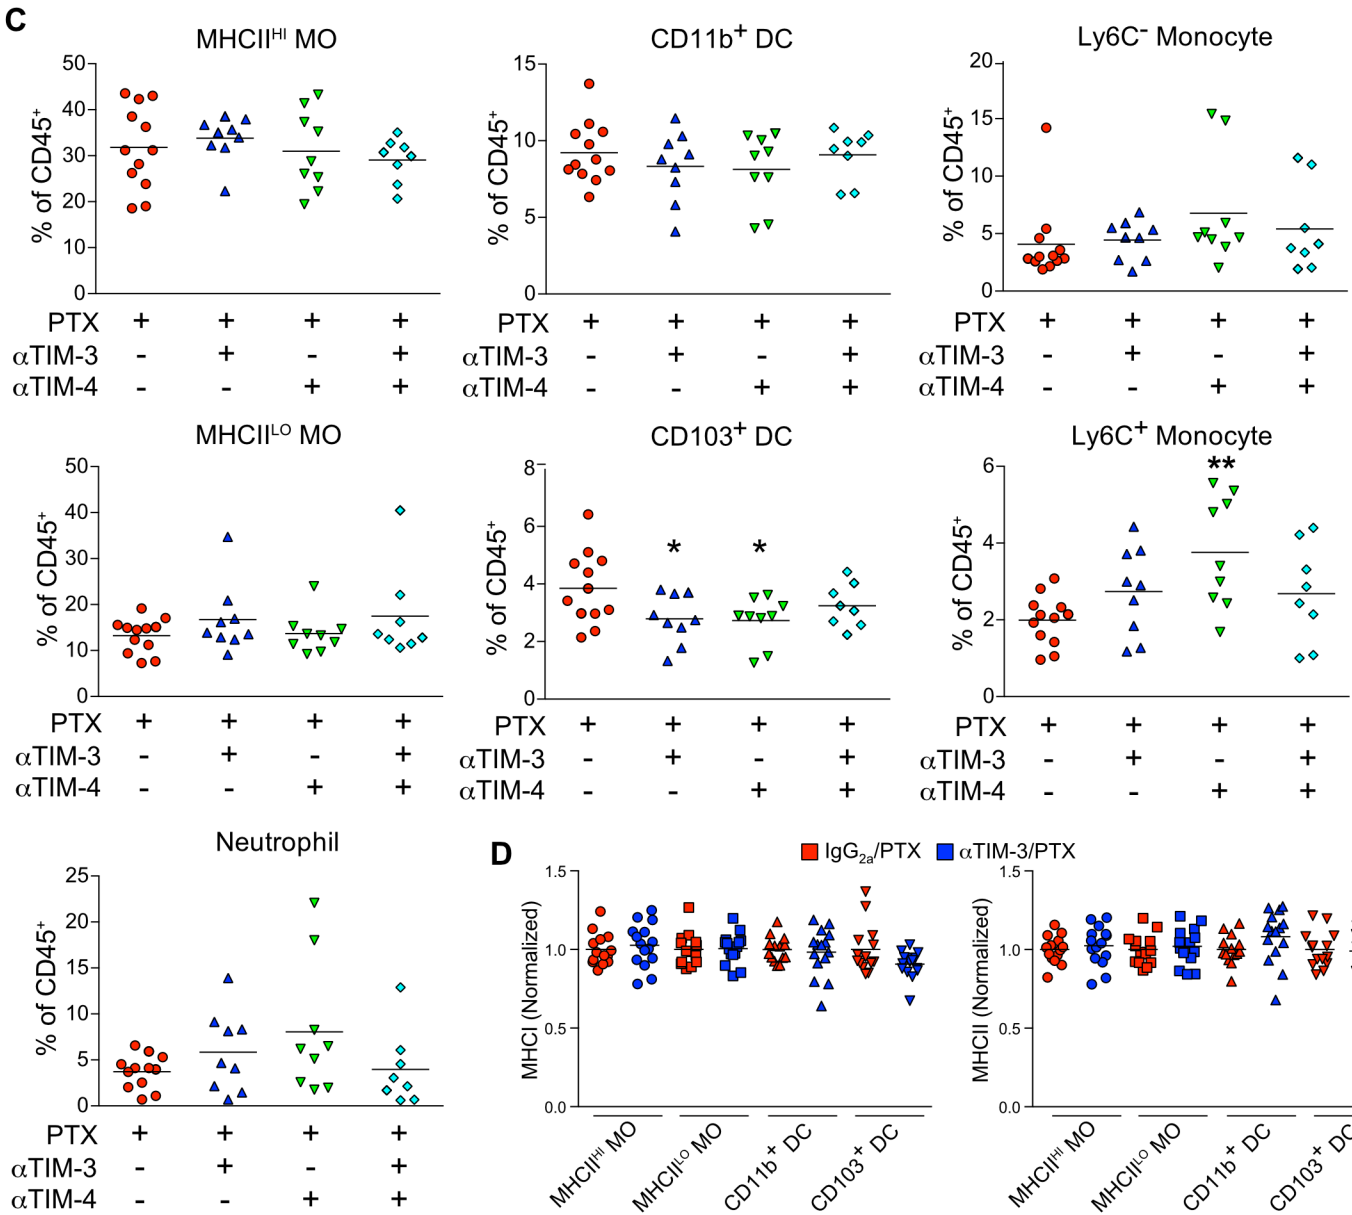 C
MHCII^HI MO
50
40
30
20
10
0
% of CD45+
PTX + + + +
αTIM-3 - + - +
αTIM-4 - - + +
CD11b+ DC
15
10
5
0
% of CD45+
PTX + + + +
αTIM-3 - + - +
αTIM-4 - - + +
Ly6C- Monocyte
20
15
10
5
0
% of CD45+
PTX + + + +
αTIM-3 - + - +
αTIM-4 - - + +
MHCII^LO MO
50
40
30
20
10
0
% of CD45+
PTX + + + +
αTIM-3 - + - +
αTIM-4 - - + +
CD103+ DC
8
6
4
2
0
% of CD45+
* *
PTX + + + +
αTIM-3 - + - +
αTIM-4 - - + +
Ly6C+ Monocyte
6
4
2
0
% of CD45+
**
PTX + + + +
αTIM-3 - + - +
αTIM-4 - - + +
Neutrophil
25
20
15
10
5
0
% of CD45+
PTX + + + +
αTIM-3 - + - +
αTIM-4 - - + +
D
IgG2a/PTX αTIM-3/PTX
1.5
1.0
0.5
0.0
MHCI (Normalized)
MHCII^HI MO
MHCII^LO MO
CD11b+ DC
CD103+ DC
1.5
1.0
0.5
0.0
MHCII (Normalized)
MHCII^HI MO
MHCII^LO MO
CD11b+ DC
CD103+ DC